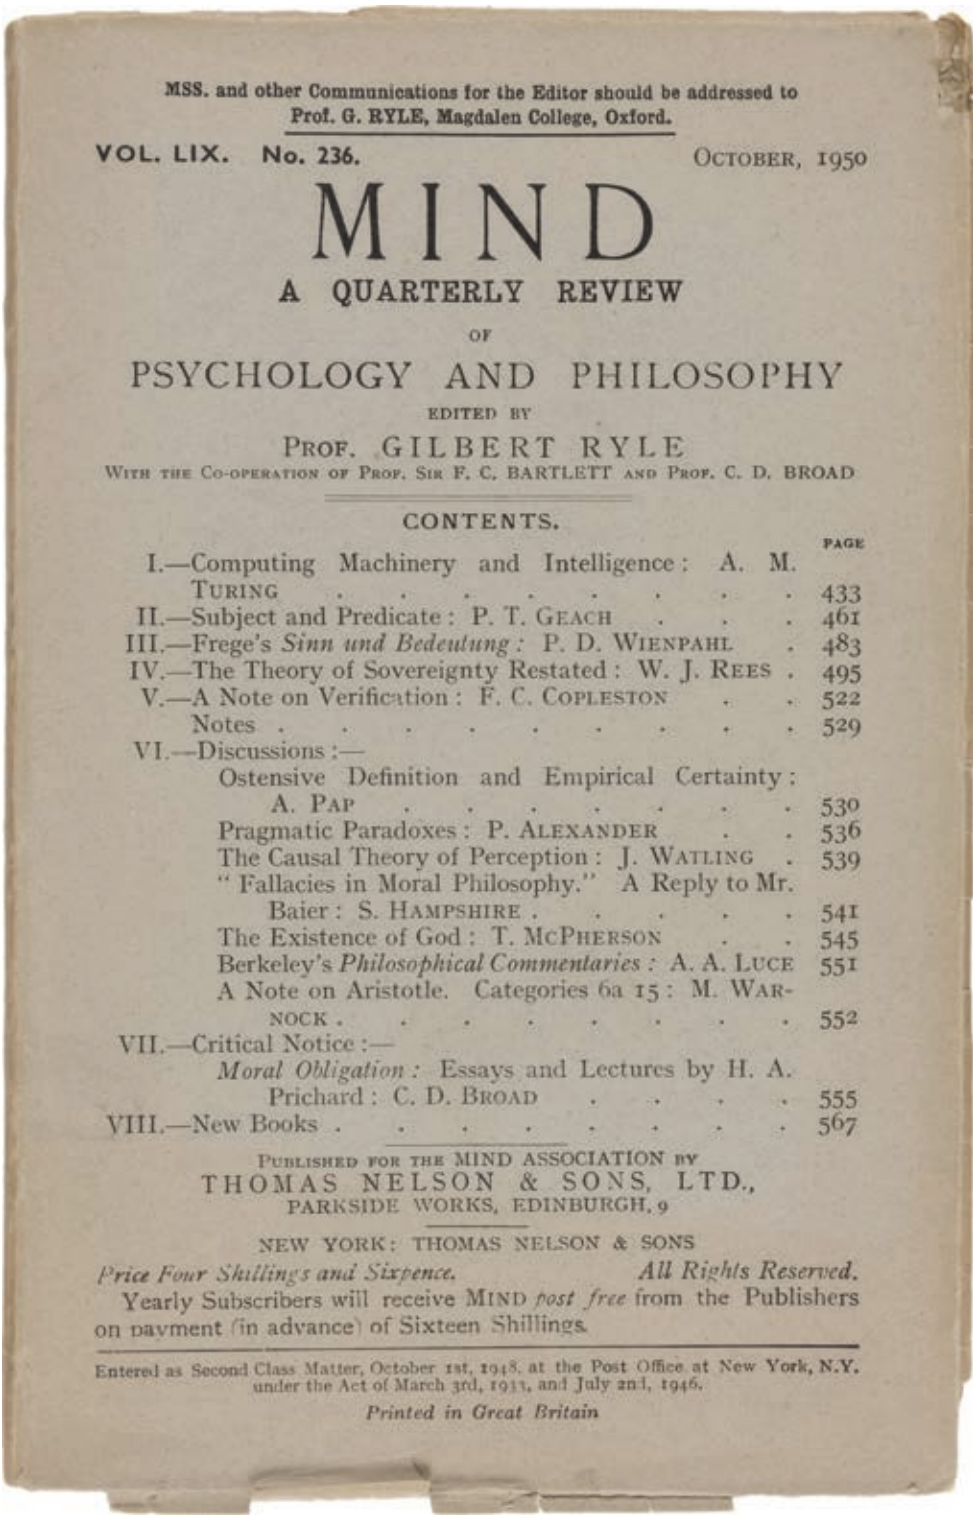 MSS. and other Communications for the Editor should be addressed to
Prof. G. RYLE, Magdalen College, Oxford.
VOL. LIX. No. 236. OCTOBER, 1950
MIND
A QUARTERLY REVIEW
OF
PSYCHOLOGY AND PHILOSOPHY
EDITED BY
PROF. GILBERT RYLE
WITH THE CO-OPERATION OF PROF. SIR F. C. BARTLETT AND PROF. C. D. BROAD
CONTENTS.
PAGE
I.—Computing Machinery and Intelligence : A. M.
TURING . . . . . . . . 433
II.—Subject and Predicate : P. T. GEACH . . . 461
III.—Frege's Sinn und Bedeutung : P. D. WIENPAHL . 483
IV.—The Theory of Sovereignty Restated : W. J. REES . 495
V.—A Note on Verification : F. C. COPLESTON . . 522
Notes . . . . . . . . . 529
VI.—Discussions :—
Ostensive Definition and Empirical Certainty :
A. PAP . . . . . . . 530
Pragmatic Paradoxes : P. ALEXANDER . . 536
The Causal Theory of Perception : J. WATLING . 539
" Fallacies in Moral Philosophy." A Reply to Mr.
Baier : S. HAMPSHIRE . . . . . 541
The Existence of God : T. MCPHERSON . . 545
Berkeley's Philosophical Commentaries : A. A. LUCE 551
A Note on Aristotle. Categories 6a 15 : M. WAR-
NOCK . . . . . . . . 552
VII.—Critical Notice :—
Moral Obligation : Essays and Lectures by H. A.
Prichard : C. D. BROAD . . . . 555
VIII.—New Books . . . . . . . . 567
PUBLISHED FOR THE MIND ASSOCIATION BY
THOMAS NELSON & SONS, LTD.,
PARKSIDE WORKS, EDINBURGH, 9
NEW YORK: THOMAS NELSON & SONS
Price Four Shillings and Sixpence. All Rights Reserved.
Yearly Subscribers will receive MIND post free from the Publishers
on payment (in advance) of Sixteen Shillings.
Entered as Second Class Matter, October 1st, 1948, at the Post Office at New York, N.Y.
under the Act of March 3rd, 1933, and July 2nd, 1946.
Printed in Great Britain